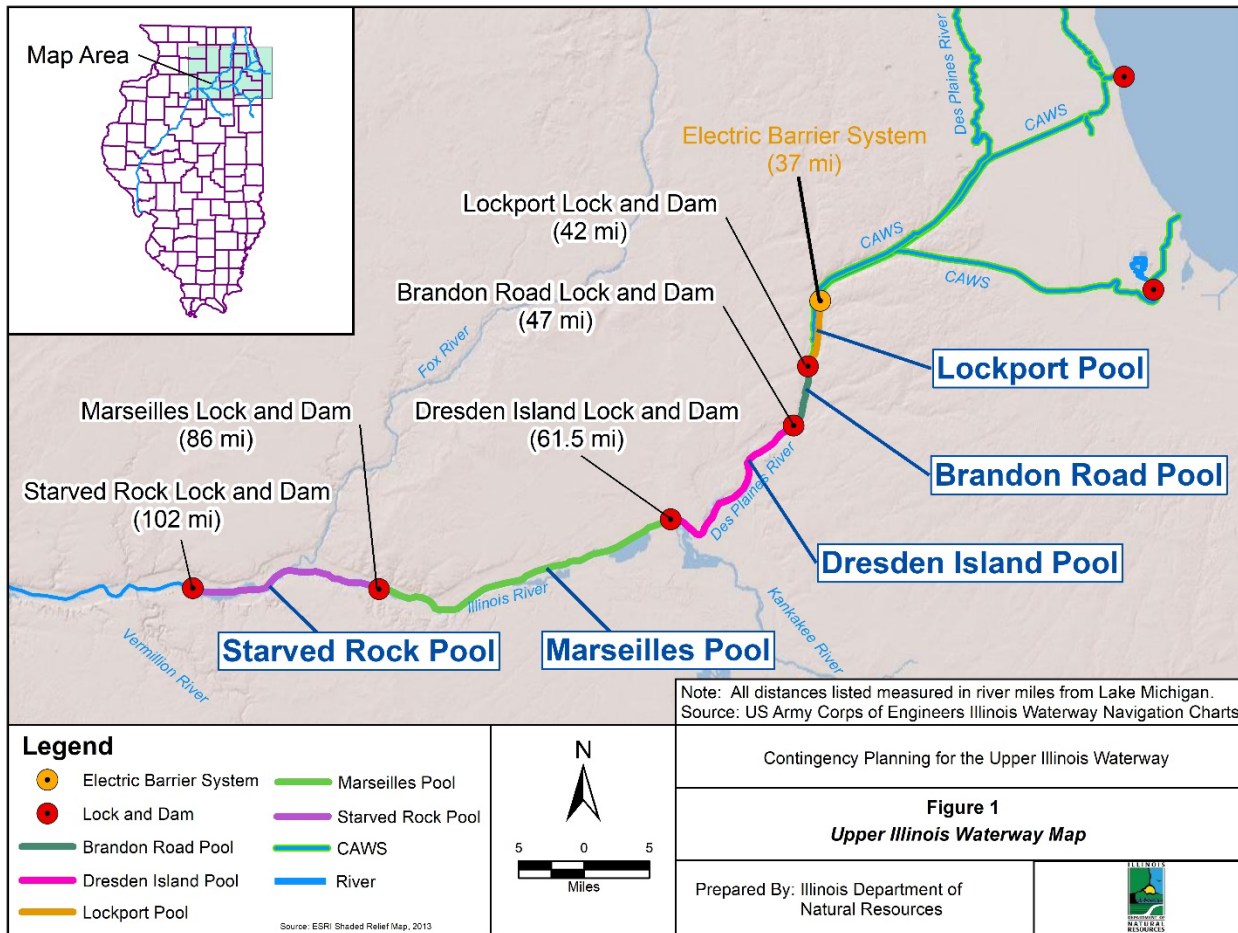 Map Area
Des Plaines River
CAWS
Electric Barrier System
(37 mi)
Lockport Lock and Dam
(42 mi)
CAWS
CAWS
Brandon Road Lock and Dam
(47 mi)
Fox River
Lockport Pool
Marseilles Lock and Dam
(86 mi)
Dresden Island Lock and Dam
(61.5 mi)
Brandon Road Pool
Starved Rock Lock and Dam
(102 mi)
Des Plaines River
Dresden Island Pool
Illinois River
Kankakee River
Vermillion River
Starved Rock Pool
Marseilles Pool
Note: All distances listed measured in river miles from Lake Michigan.
Source: US Army Corps of Engineers Illinois Waterway Navigation Charts
Legend
Electric Barrier System
Lock and Dam
Brandon Road Pool
Dresden Island Pool
Lockport Pool
Marseilles Pool
Starved Rock Pool
CAWS
River
Source: ESRI Shaded Relief Map, 2013
N
5 0 5
Miles
Contingency Planning for the Upper Illinois Waterway
Figure 1
Upper Illinois Waterway Map
Prepared By: Illinois Department of
Natural Resources
ILLINOIS
DEPARTMENT OF
NATURAL
RESOURCES